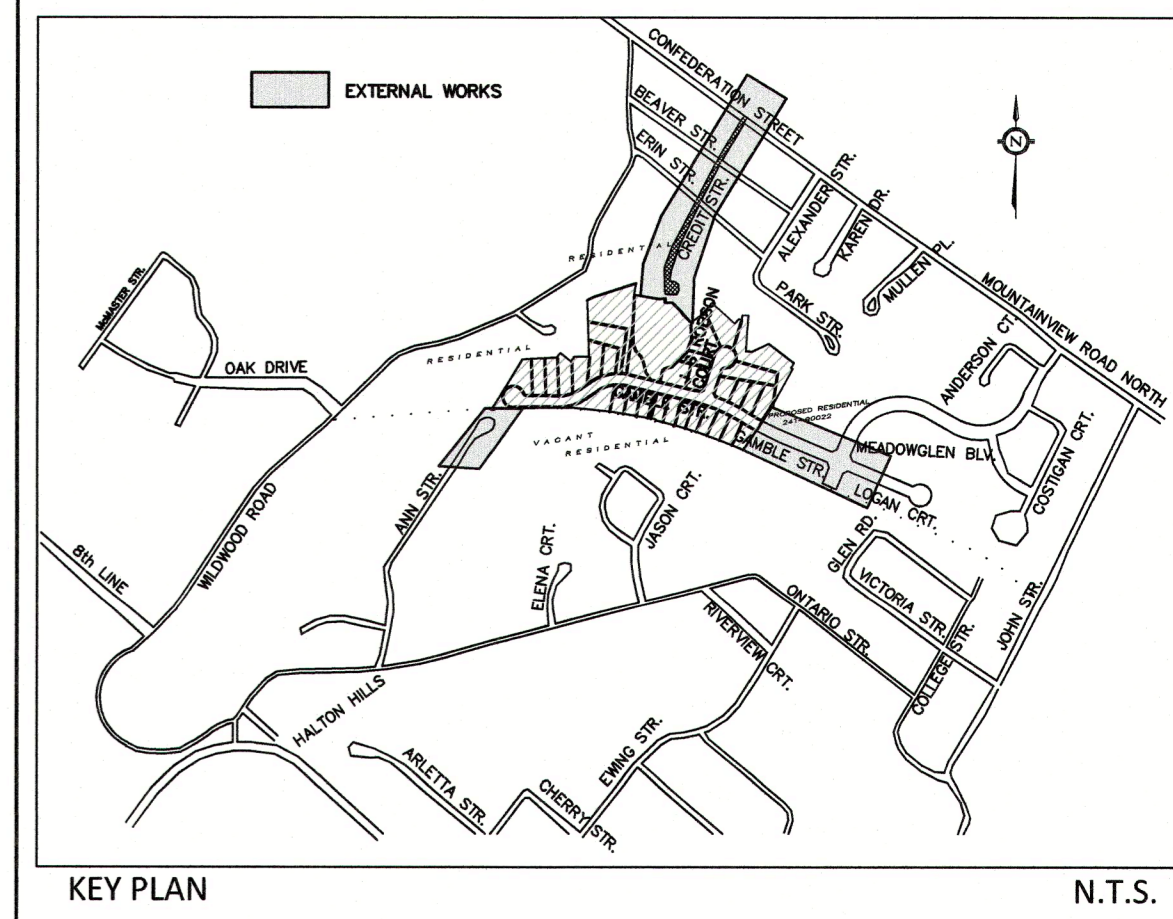 EXTERNAL WORKS
CONFEDERATION STREET
BEAVER STR.
ERIN STR.
CREDIT STR.
ALEXANDER STR.
KAREN DR.
MULLEN PL.
PARK STR.
MOUNTAINVIEW ROAD NORTH
N
RESIDENTIAL
McMASTER STR.
OAK DRIVE
RESIDENTIAL
COURT
ANDERSON CT.
PROPOSED RESIDENTIAL
MEADOWGLEN BLV.
COSTIGAN CRT.
VACANT
RESIDENTIAL
GAMBLE STR.
GAMBLE STR.
LOGAN CRT.
ANN STR.
WILDWOOD ROAD
8th LINE
JASON CRT.
ELENA CRT.
GLEN RD.
VICTORIA STR.
COLLEGE STR.
JOHN STR.
ONTARIO STR.
RIVERVIEW CRT.
HALTON HILLS
ARLETTA STR.
CHERRY STR.
EWING STR.
KEY PLAN
N.T.S.